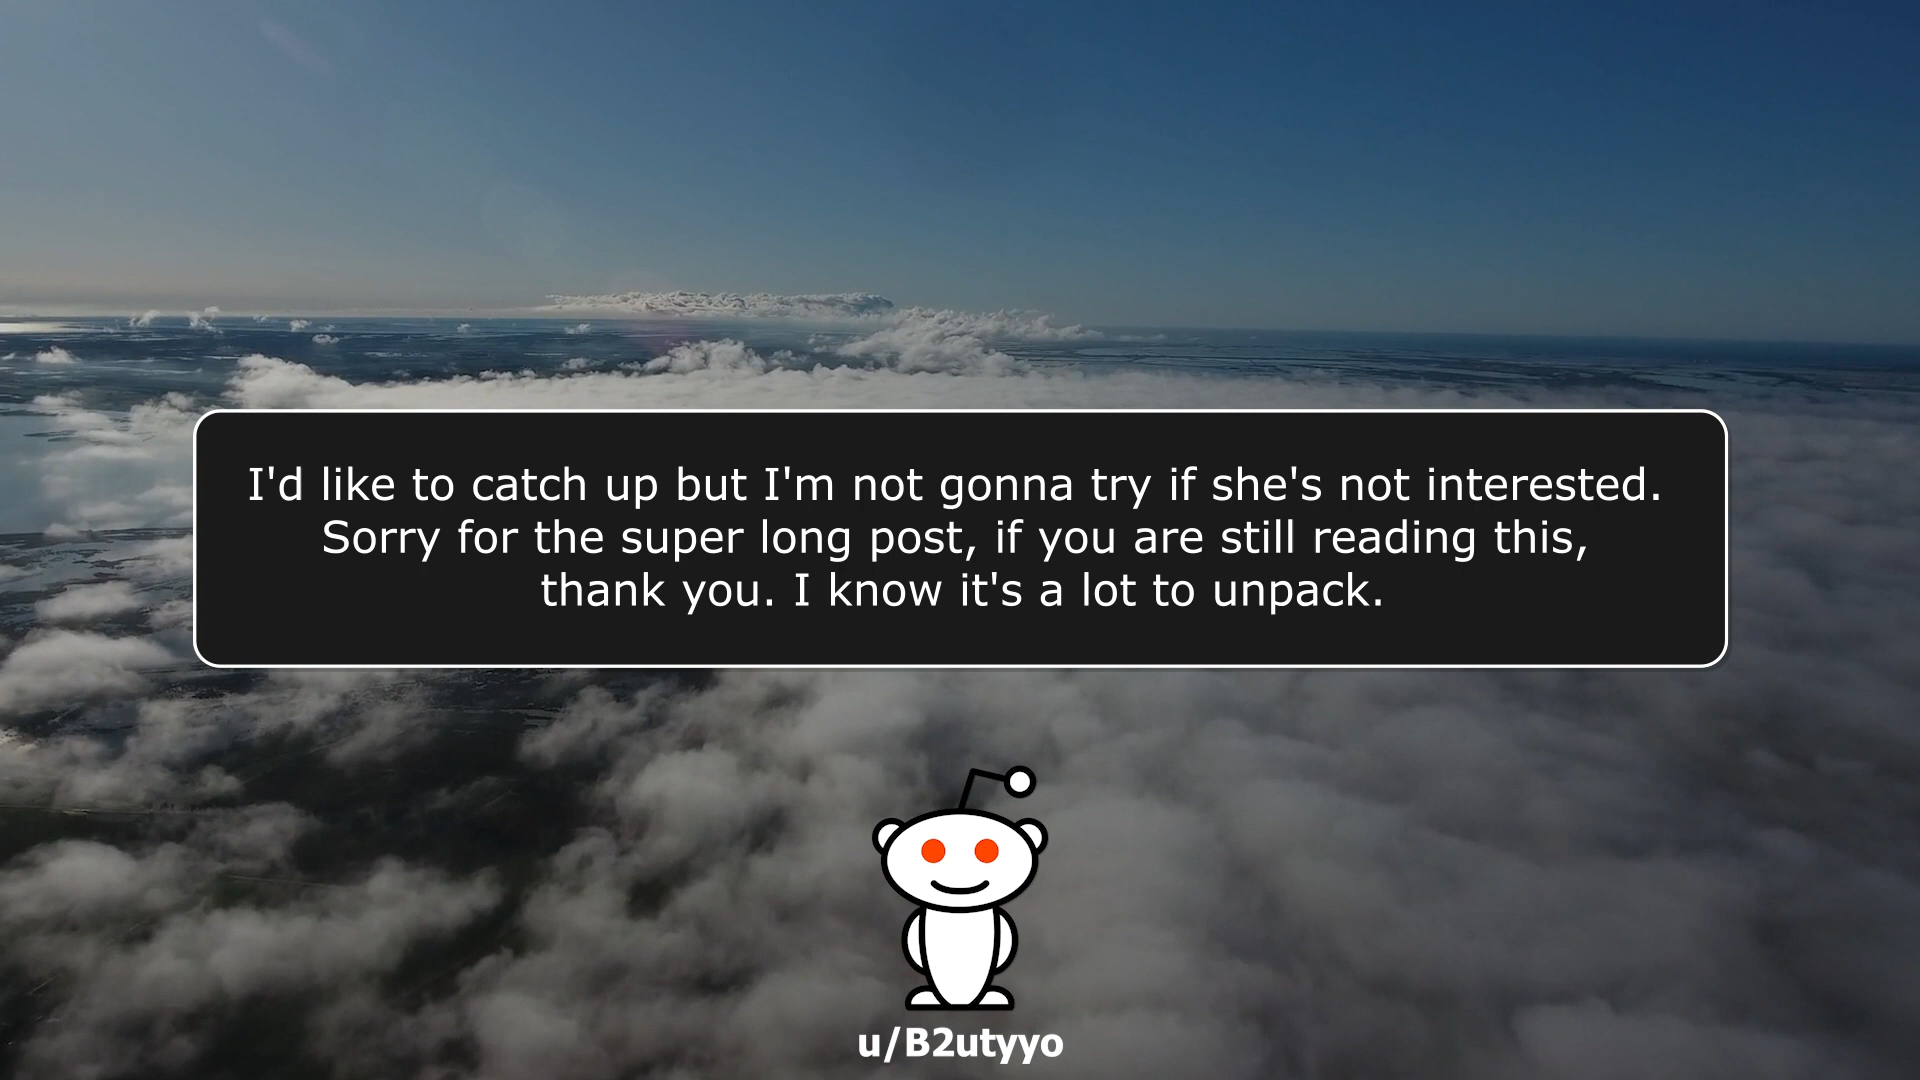 I'd like to catch up but I'm not gonna try if she's not interested.
Sorry for the super long post, if you are still reading this,
thank you. I know it's a lot to unpack.
u/B2utyyo